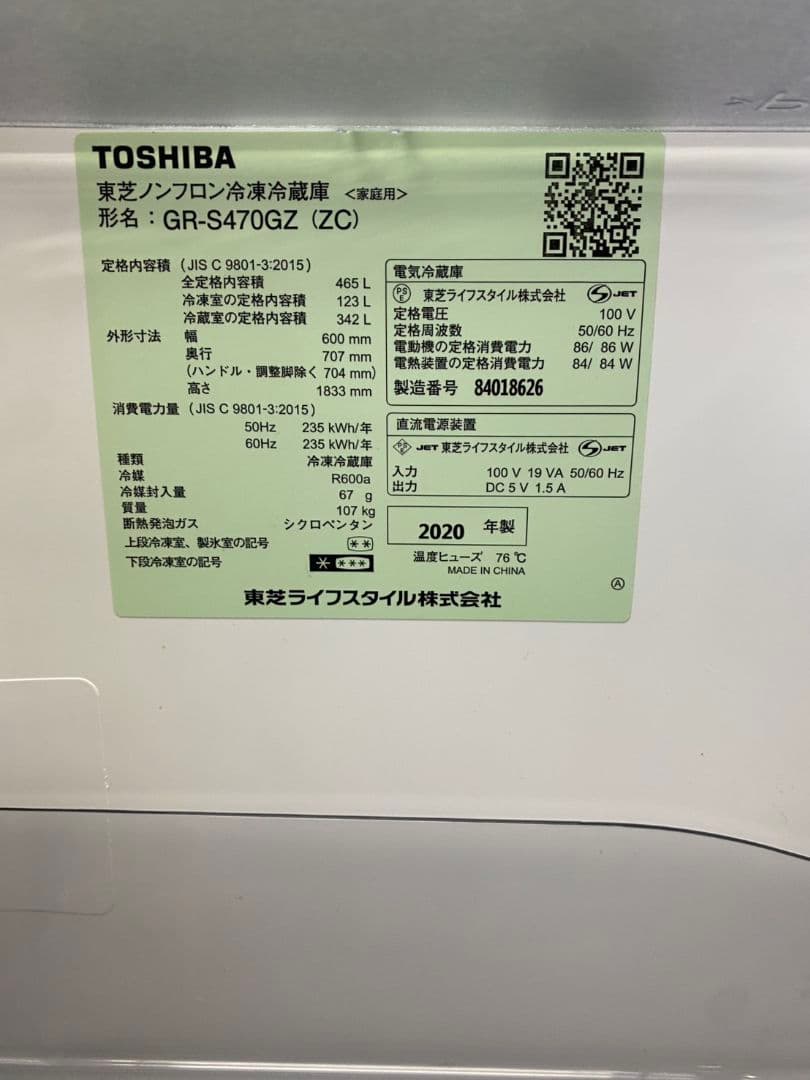 TOSHIBA
東芝ノンフロン冷凍冷蔵庫 <家庭用>
形名：GR-S470GZ (ZC)
定格内容積 (JIS C 9801-3:2015)
全定格内容積 465 L
冷凍室の定格内容積 123 L
冷蔵室の定格内容積 342 L
外形寸法 幅 600 mm
奥行 707 mm
(ハンドル・調整脚除く 704 mm)
高さ 1833 mm
消費電力量 (JIS C 9801-3:2015)
50Hz 235 kWh/年
60Hz 235 kWh/年
種類 冷凍冷蔵庫
冷媒 R600a
冷媒封入量 67 g
質量 107 kg
断熱発泡ガス シクロペンタン
上段冷凍室、製氷室の記号 **
下段冷凍室の記号 * ***
電気冷蔵庫
PS E 東芝ライフスタイル株式会社 S JET
定格電圧 100 V
定格周波数 50/60 Hz
電動機の定格消費電力 86/ 86 W
電熱装置の定格消費電力 84/ 84 W
製造番号 84018626
直流電源装置
PS E JET 東芝ライフスタイル株式会社 S JET
入力 100 V 19 VA 50/60 Hz
出力 DC 5 V 1.5 A
2020 年製
温度ヒューズ 76 ℃
MADE IN CHINA
Ⓐ
東芝ライフスタイル株式会社